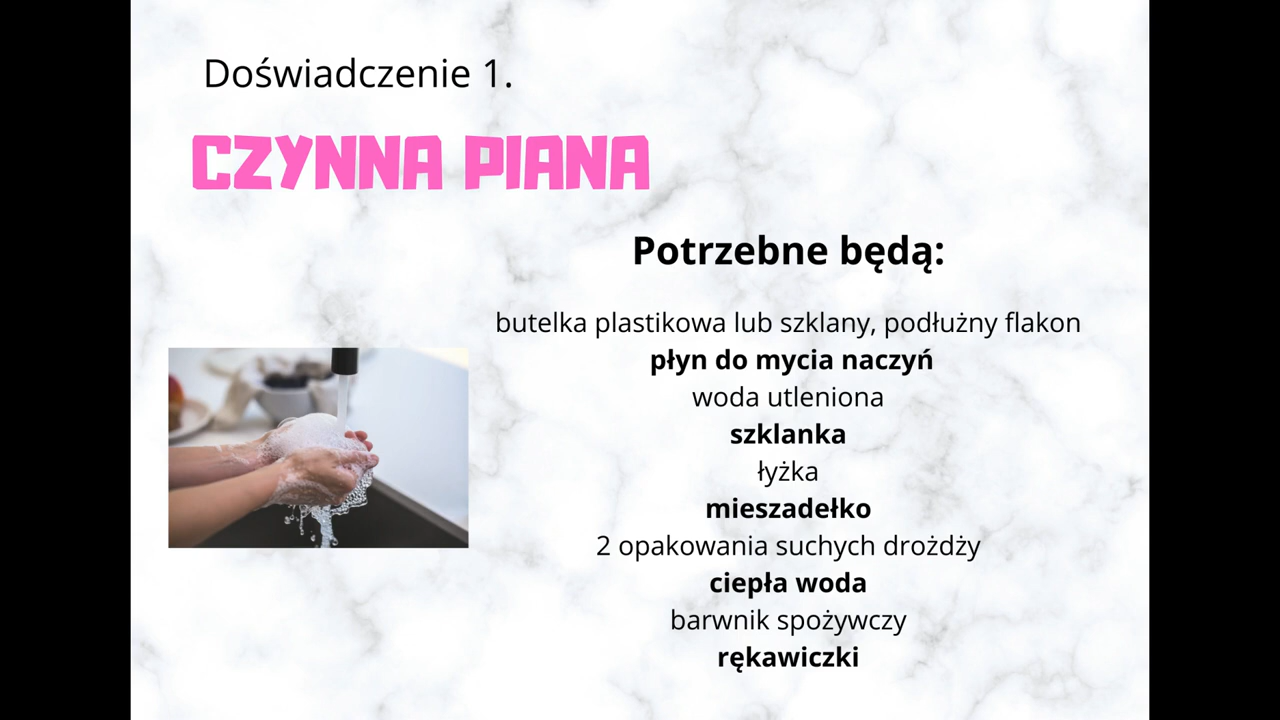 Doświadczenie 1.
CZYNNA PIANA
Potrzebne będą:
butelka plastikowa lub szklany, podłużny flakon
płyn do mycia naczyń
woda utleniona
szklanka
łyżka
mieszadełko
2 opakowania suchych drożdży
ciepła woda
barwnik spożywczy
rękawiczki